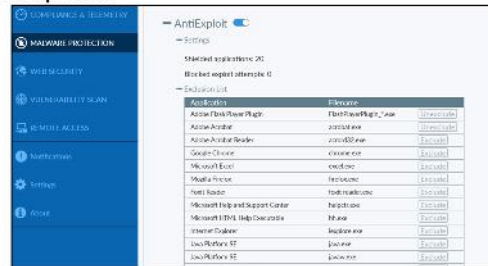 COMPLIANCE & TELEMETRY
MALWARE PROTECTION
WEB SECURITY
VULNERABILITY SCAN
REMOTE ACCESS
Notifications
Settings
About
AntiExploit
Settings
Shielded applications: 20
Blocked exploit attempts: 0
Exclusion List
Application Filename
Adobe Flash Player Plugin FlashPlayerPlugin_*.exe Unexclude
Adobe Acrobat acrobat.exe Unexclude
Adobe Acrobat Reader acrord32.exe Exclude
Google Chrome chrome.exe Exclude
Microsoft Excel excel.exe Exclude
Mozilla Firefox firefox.exe Exclude
Foxit Reader foxit reader.exe Exclude
Microsoft Help and Support Center helpctr.exe Exclude
Microsoft HTML Help Executable hh.exe Exclude
Internet Explorer iexplore.exe Exclude
Java Platform SE java.exe Exclude
Java Platform SE javaw.exe Exclude